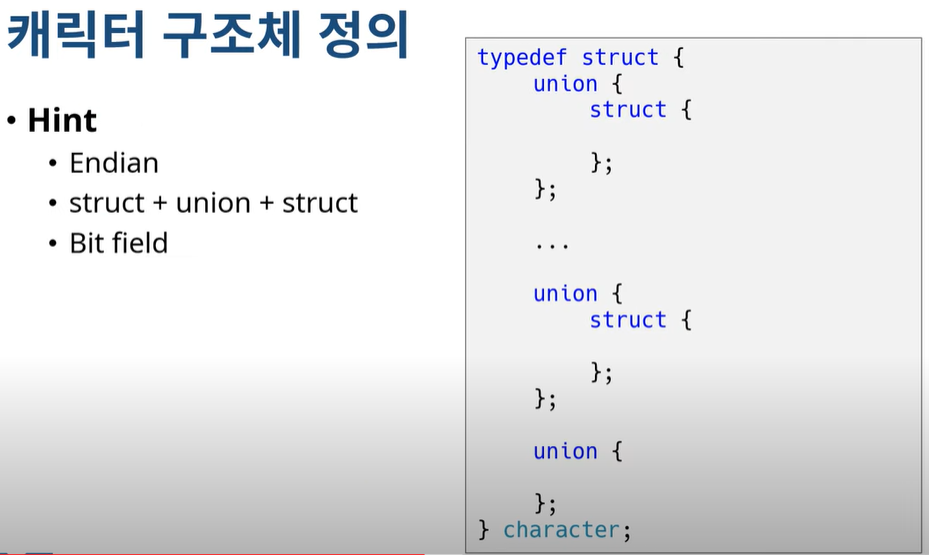 캐릭터 구조체 정의
• Hint
• Endian
• struct + union + struct
• Bit field
typedef struct {
union {
struct {
};
};
...
union {
struct {
};
};
union {
};
} character;